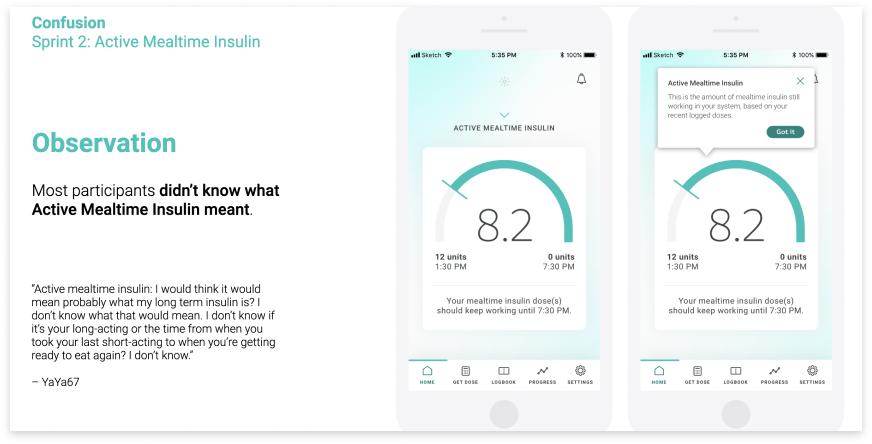 Confusion
Sprint 2: Active Mealtime Insulin
Observation
Most participants didn’t know what
Active Mealtime Insulin meant.
“Active mealtime insulin: I would think it would
mean probably what my long term insulin is? I
don’t know what that would mean. I don’t know if
it’s your long-acting or the time from when you
took your last short-acting to when you’re getting
ready to eat again? I don’t know.”
– YaYa67
Sketch 5:35 PM 100%
ACTIVE MEALTIME INSULIN
8.2
12 units 0 units
1:30 PM 7:30 PM
Your mealtime insulin dose(s)
should keep working until 7:30 PM.
HOME GET DOSE LOGBOOK PROGRESS SETTINGS
Sketch 5:35 PM 100%
Active Mealtime Insulin
This is the amount of mealtime insulin still
working in your system, based on your
recent logged doses.
Got It
8.2
12 units 0 units
1:30 PM 7:30 PM
Your mealtime insulin dose(s)
should keep working until 7:30 PM.
HOME GET DOSE LOGBOOK PROGRESS SETTINGS